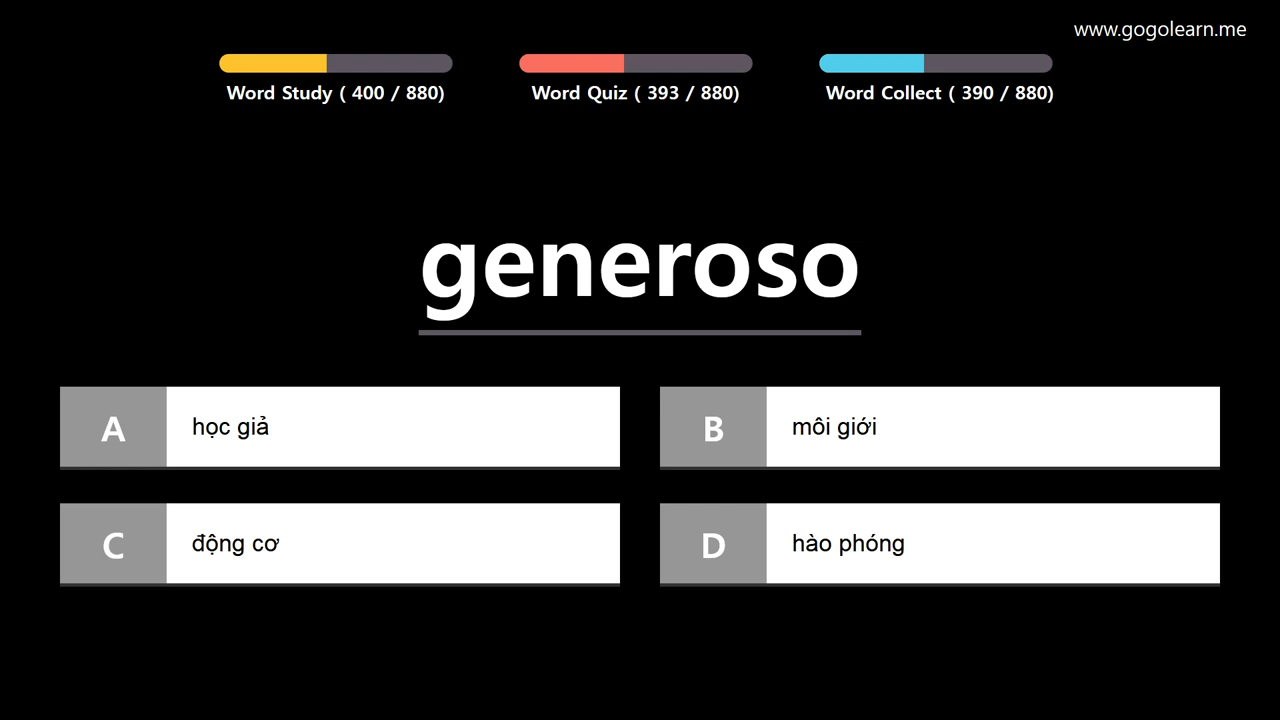 www.gogolearn.me
Word Study ( 400 / 880)
Word Quiz ( 393 / 880)
Word Collect ( 390 / 880)
generoso
A học giả
B môi giới
C động cơ
D hào phóng